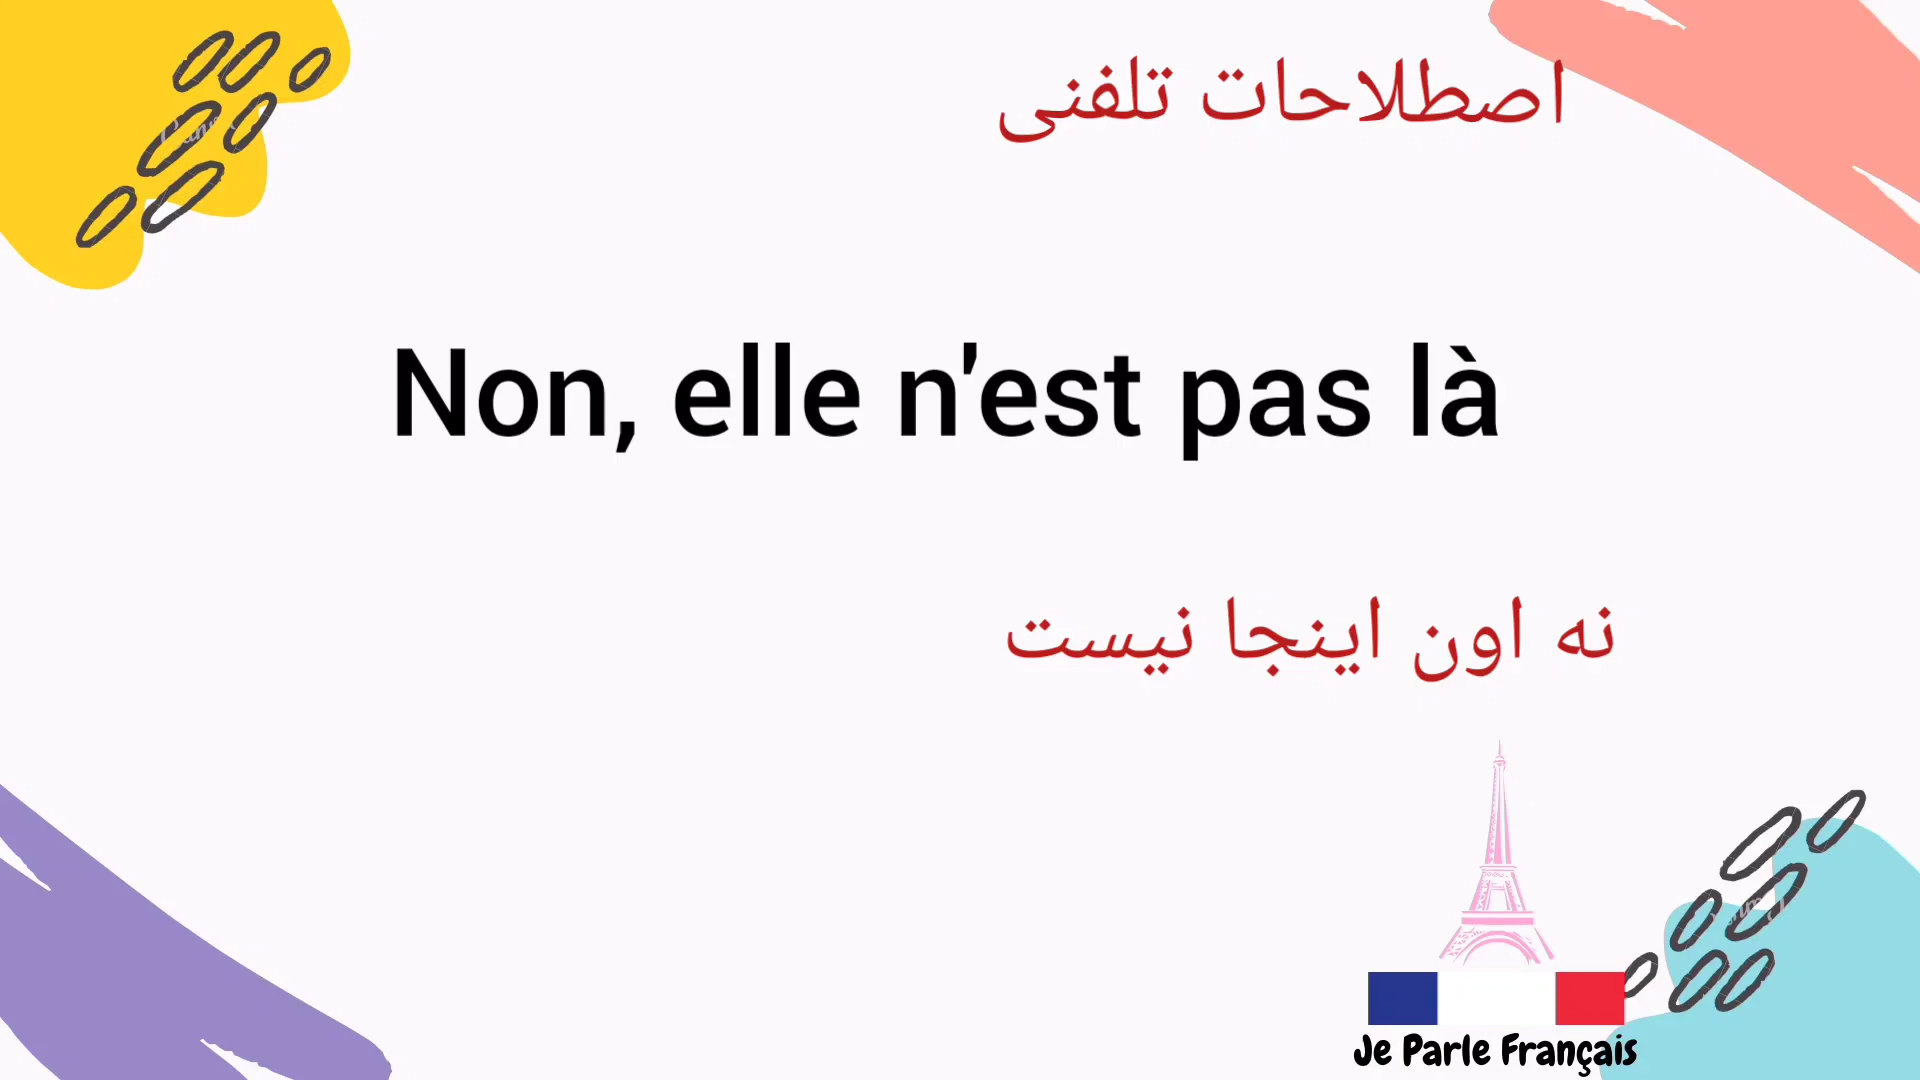 اصطلاحات تلفنی
Non, elle n'est pas là
نه اون اینجا نیست
Je Parle Français